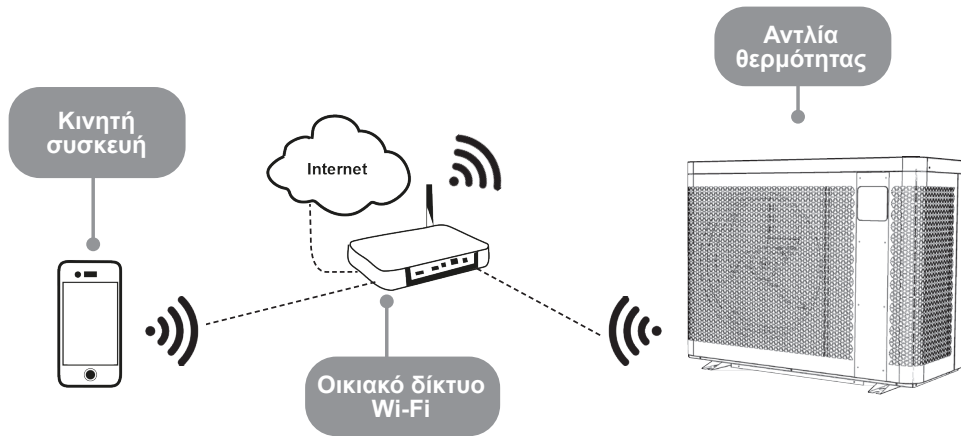 Αντλία
θερμότητας
Κινητή
συσκευή
Internet
Οικιακό δίκτυο
Wi-Fi